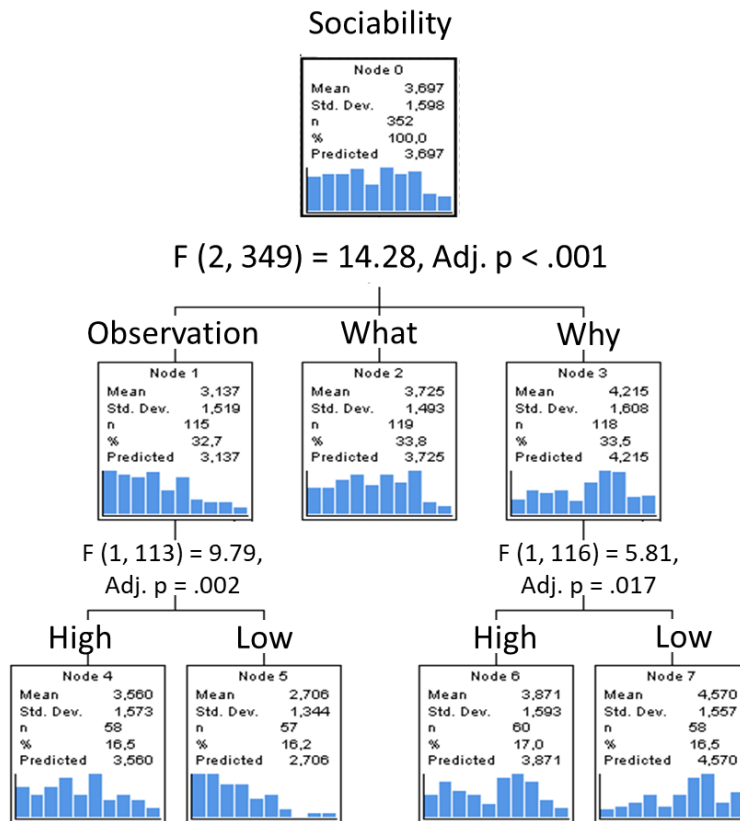 Sociability
Node 0
Mean 3,697
Std. Dev. 1,598
n 352
% 100,0
Predicted 3,697
F (2, 349) = 14.28, Adj. p < .001
Observation
Node 1
Mean 3,137
Std. Dev. 1,519
n 115
% 32,7
Predicted 3,137
What
Node 2
Mean 3,725
Std. Dev. 1,493
n 119
% 33,8
Predicted 3,725
Why
Node 3
Mean 4,215
Std. Dev. 1,608
n 118
% 33,5
Predicted 4,215
F (1, 113) = 9.79,
Adj. p = .002
F (1, 116) = 5.81,
Adj. p = .017
High
Node 4
Mean 3,560
Std. Dev. 1,573
n 58
% 16,5
Predicted 3,560
Low
Node 5
Mean 2,706
Std. Dev. 1,344
n 57
% 16,2
Predicted 2,706
High
Node 6
Mean 3,871
Std. Dev. 1,593
n 60
% 17,0
Predicted 3,871
Low
Node 7
Mean 4,570
Std. Dev. 1,557
n 58
% 16,5
Predicted 4,570